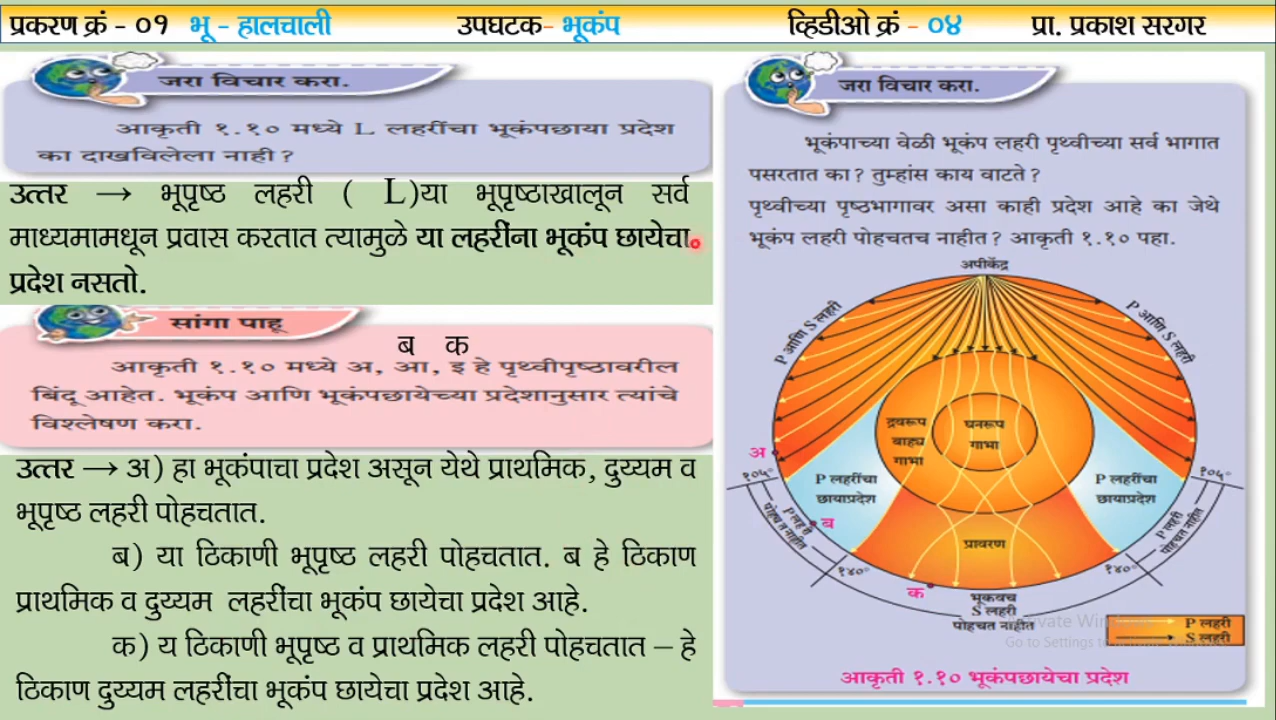 प्रकरण क्रं - ०१ भू - हालचाली उपघटक- भूकंप व्हिडीओ क्रं - ०४ प्रा. प्रकाश सरगर
जरा विचार करा.
आकृती १.१० मध्ये L लहरींचा भूकंपछाया प्रदेश
का दाखविलेला नाही ?
उत्तर → भूपृष्ठ लहरी ( L)या भूपृष्ठाखालून सर्व
माध्यमामधून प्रवास करतात त्यामुळे या लहरींना भूकंप छायेचा
प्रदेश नसतो.
सांगा पाहू
ब क
आकृती १.१० मध्ये अ, आ, इ हे पृथ्वीपृष्ठावरील
बिंदू आहेत. भूकंप आणि भूकंपछायेच्या प्रदेशानुसार त्यांचे
विश्लेषण करा.
उत्तर → अ) हा भूकंपाचा प्रदेश असून येथे प्राथमिक, दुय्यम व
भूपृष्ठ लहरी पोहचतात.
ब) या ठिकाणी भूपृष्ठ लहरी पोहचतात. ब हे ठिकाण
प्राथमिक व दुय्यम लहरींचा भूकंप छायेचा प्रदेश आहे.
क) य ठिकाणी भूपृष्ठ व प्राथमिक लहरी पोहचतात – हे
ठिकाण दुय्यम लहरींचा भूकंप छायेचा प्रदेश आहे.
जरा विचार करा.
भूकंपाच्या वेळी भूकंप लहरी पृथ्वीच्या सर्व भागात
पसरतात का ? तुम्हांस काय वाटते ?
पृथ्वीच्या पृष्ठभागावर असा काही प्रदेश आहे का जेथे
भूकंप लहरी पोहचतच नाहीत ? आकृती १.१० पहा.
अपीकेंद्र
P आणि S लहरी
P आणि S लहरी
द्रवरूप
बाह्य
गाभा
घनरूप
गाभा
अ
१०५°
१०५°
P लहरींचा
छायाप्रदेश
P लहरींचा
छायाप्रदेश
P लहरी
पोहचत नाहीत
P लहरी
पोहचत नाहीत
ब
प्रावरण
१४०°
१४०°
क
भूकवच
S लहरी
पोहचत नाहीत
P लहरी
S लहरी
आकृती १.१० भूकंपछायेचा प्रदेश